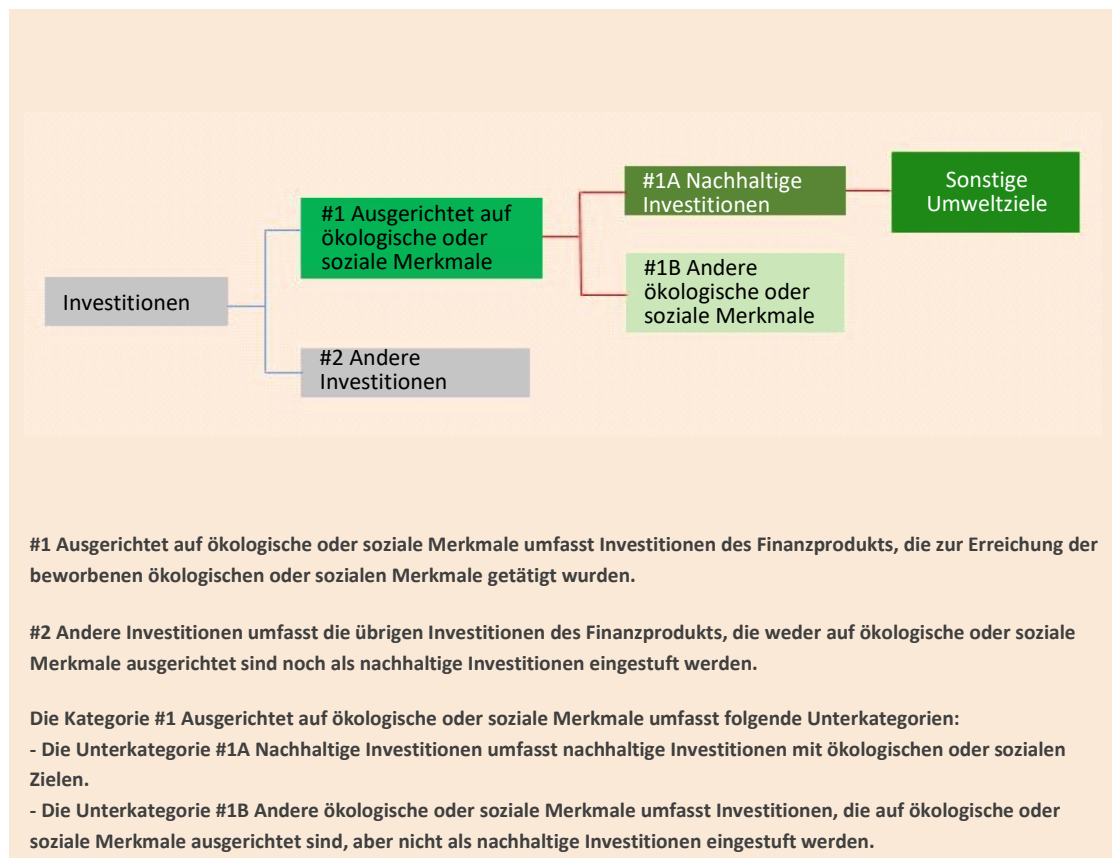 #1A Nachhaltige
Investitionen
Sonstige
Umweltziele
#1 Ausgerichtet auf
ökologische oder
soziale Merkmale
#1B Andere
ökologische oder
soziale Merkmale
Investitionen
#2 Andere
Investitionen
#1 Ausgerichtet auf ökologische oder soziale Merkmale umfasst Investitionen des Finanzprodukts, die zur Erreichung der
beworbenen ökologischen oder sozialen Merkmale getätigt wurden.
#2 Andere Investitionen umfasst die übrigen Investitionen des Finanzprodukts, die weder auf ökologische oder soziale
Merkmale ausgerichtet sind noch als nachhaltige Investitionen eingestuft werden.
Die Kategorie #1 Ausgerichtet auf ökologische oder soziale Merkmale umfasst folgende Unterkategorien:
- Die Unterkategorie #1A Nachhaltige Investitionen umfasst nachhaltige Investitionen mit ökologischen oder sozialen
Zielen.
- Die Unterkategorie #1B Andere ökologische oder soziale Merkmale umfasst Investitionen, die auf ökologische oder
soziale Merkmale ausgerichtet sind, aber nicht als nachhaltige Investitionen eingestuft werden.